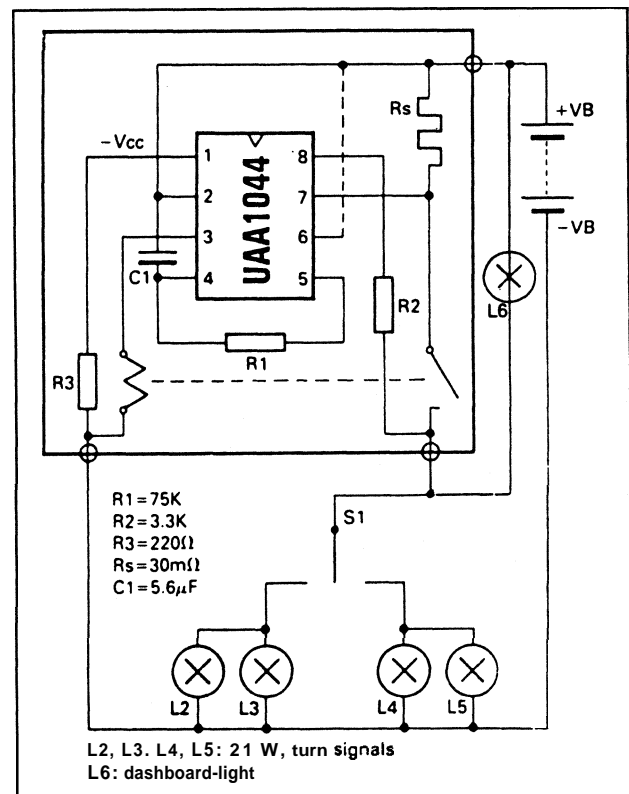 Rs
+VB
−Vcc
1
8
2
7
3
6
4
5
UAA1044
−VB
C1
R2
L6
R1
R3
R1=75K
R2=3.3K
R3=220Ω
Rs=30mΩ
C1=5.6μF
S1
L2
L3
L4
L5
L2, L3. L4, L5: 21 W, turn signals
L6: dashboard-light